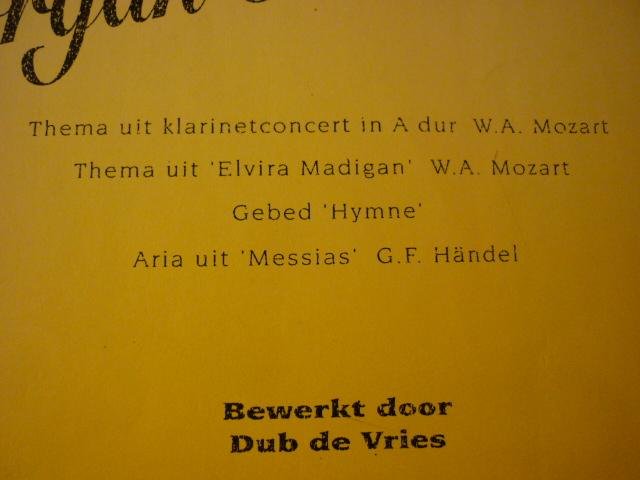 Thema uit klarinetconcert in A dur W.A. Mozart
Thema uit 'Elvira Madigan' W.A. Mozart
Gebed 'Hymne'
Aria uit 'Messias' G.F. Händel
Bewerkt door
Dub de Vries